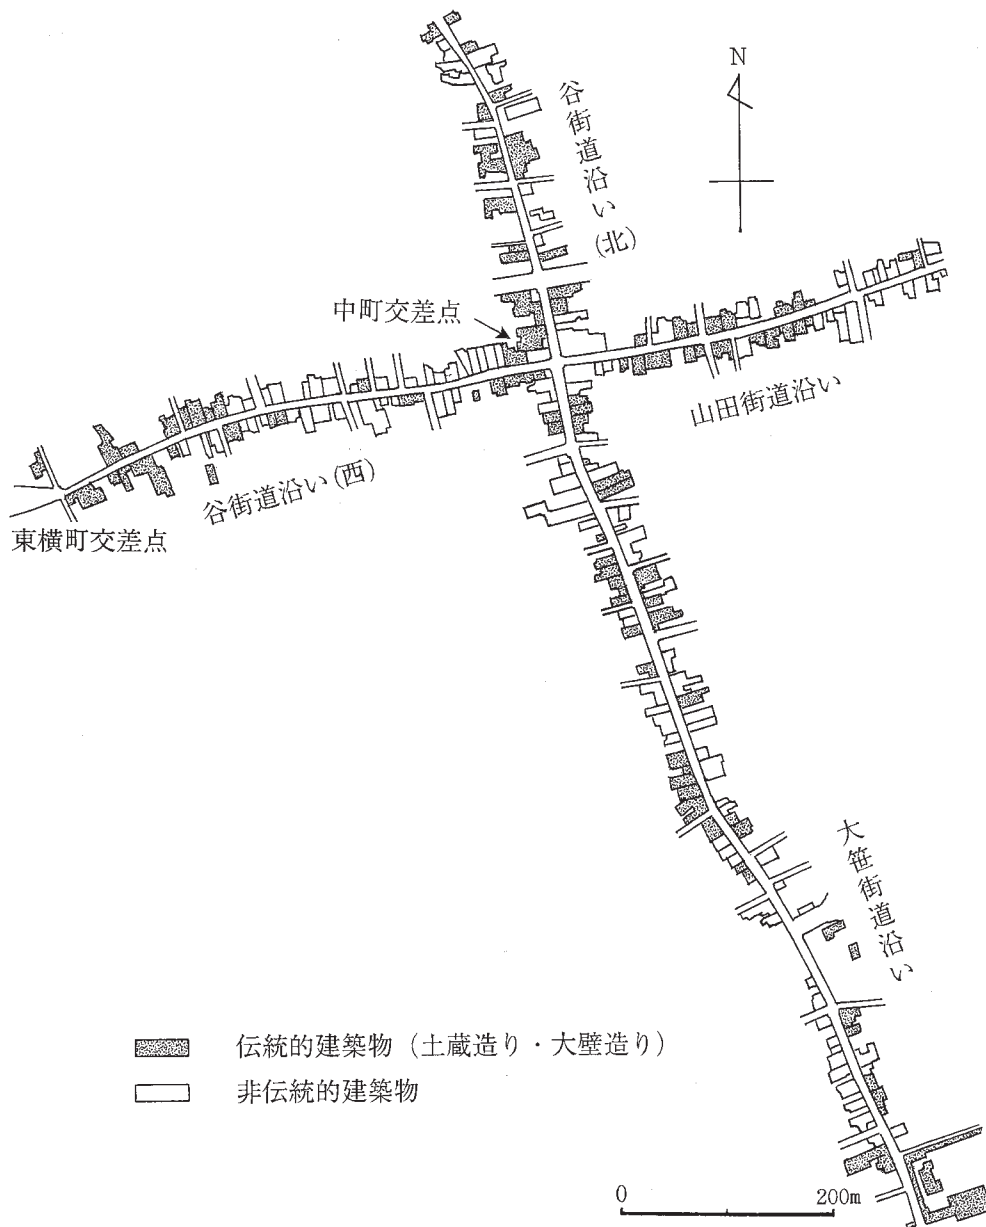 N
谷街道沿い(北)
中町交差点
山田街道沿い
谷街道沿い(西)
東横町交差点
大笹街道沿い
伝統的建築物(土蔵造り・大壁造り)
非伝統的建築物
0 200m